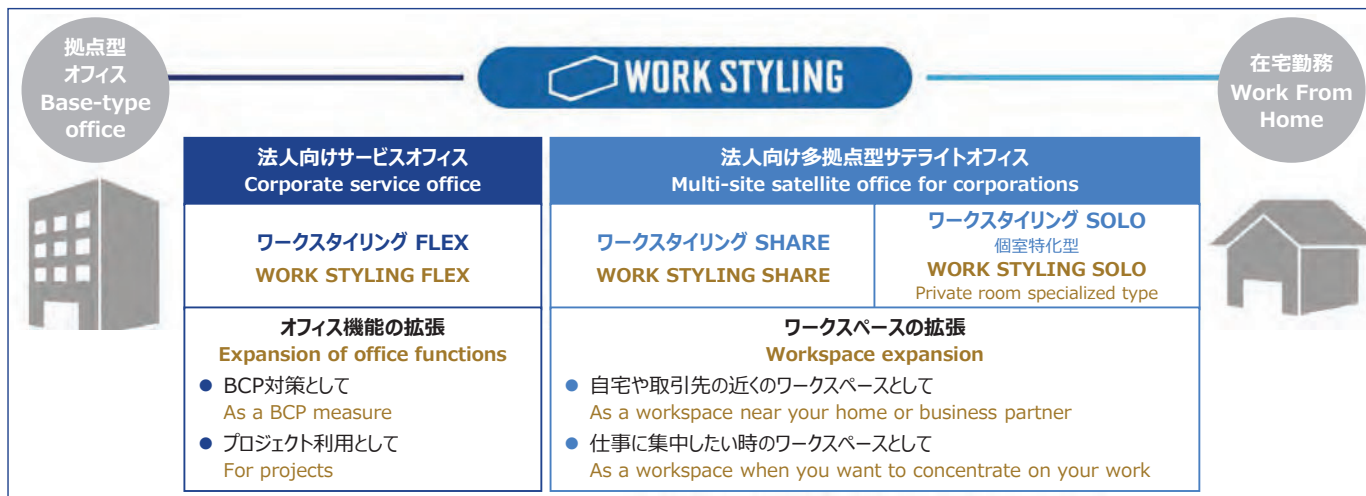 拠点型
オフィス
Base-type
office
WORK STYLING
在宅勤務
Work From
Home
法人向けサービスオフィス
Corporate service office
法人向け多拠点型サテライトオフィス
Multi-site satellite office for corporations
ワークスタイリング FLEX
WORK STYLING FLEX
ワークスタイリング SHARE
WORK STYLING SHARE
ワークスタイリング SOLO
個室特化型
WORK STYLING SOLO
Private room specialized type
オフィス機能の拡張
Expansion of office functions
● BCP対策として
As a BCP measure
● プロジェクト利用として
For projects
ワークスペースの拡張
Workspace expansion
● 自宅や取引先の近くのワークスペースとして
As a workspace near your home or business partner
● 仕事に集中したい時のワークスペースとして
As a workspace when you want to concentrate on your work